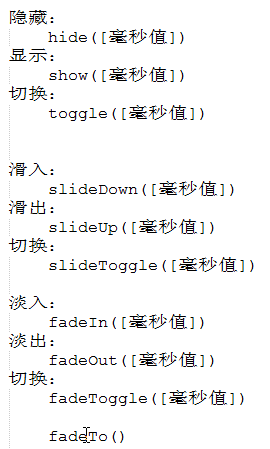 隐藏:
hide([毫秒值])
显示:
show([毫秒值])
切换:
toggle([毫秒值])
滑入:
slideDown([毫秒值])
滑出:
slideUp([毫秒值])
切换:
slideToggle([毫秒值])
淡入:
fadeIn([毫秒值])
淡出:
fadeOut([毫秒值])
切换:
fadeToggle([毫秒值])
fadeTo()